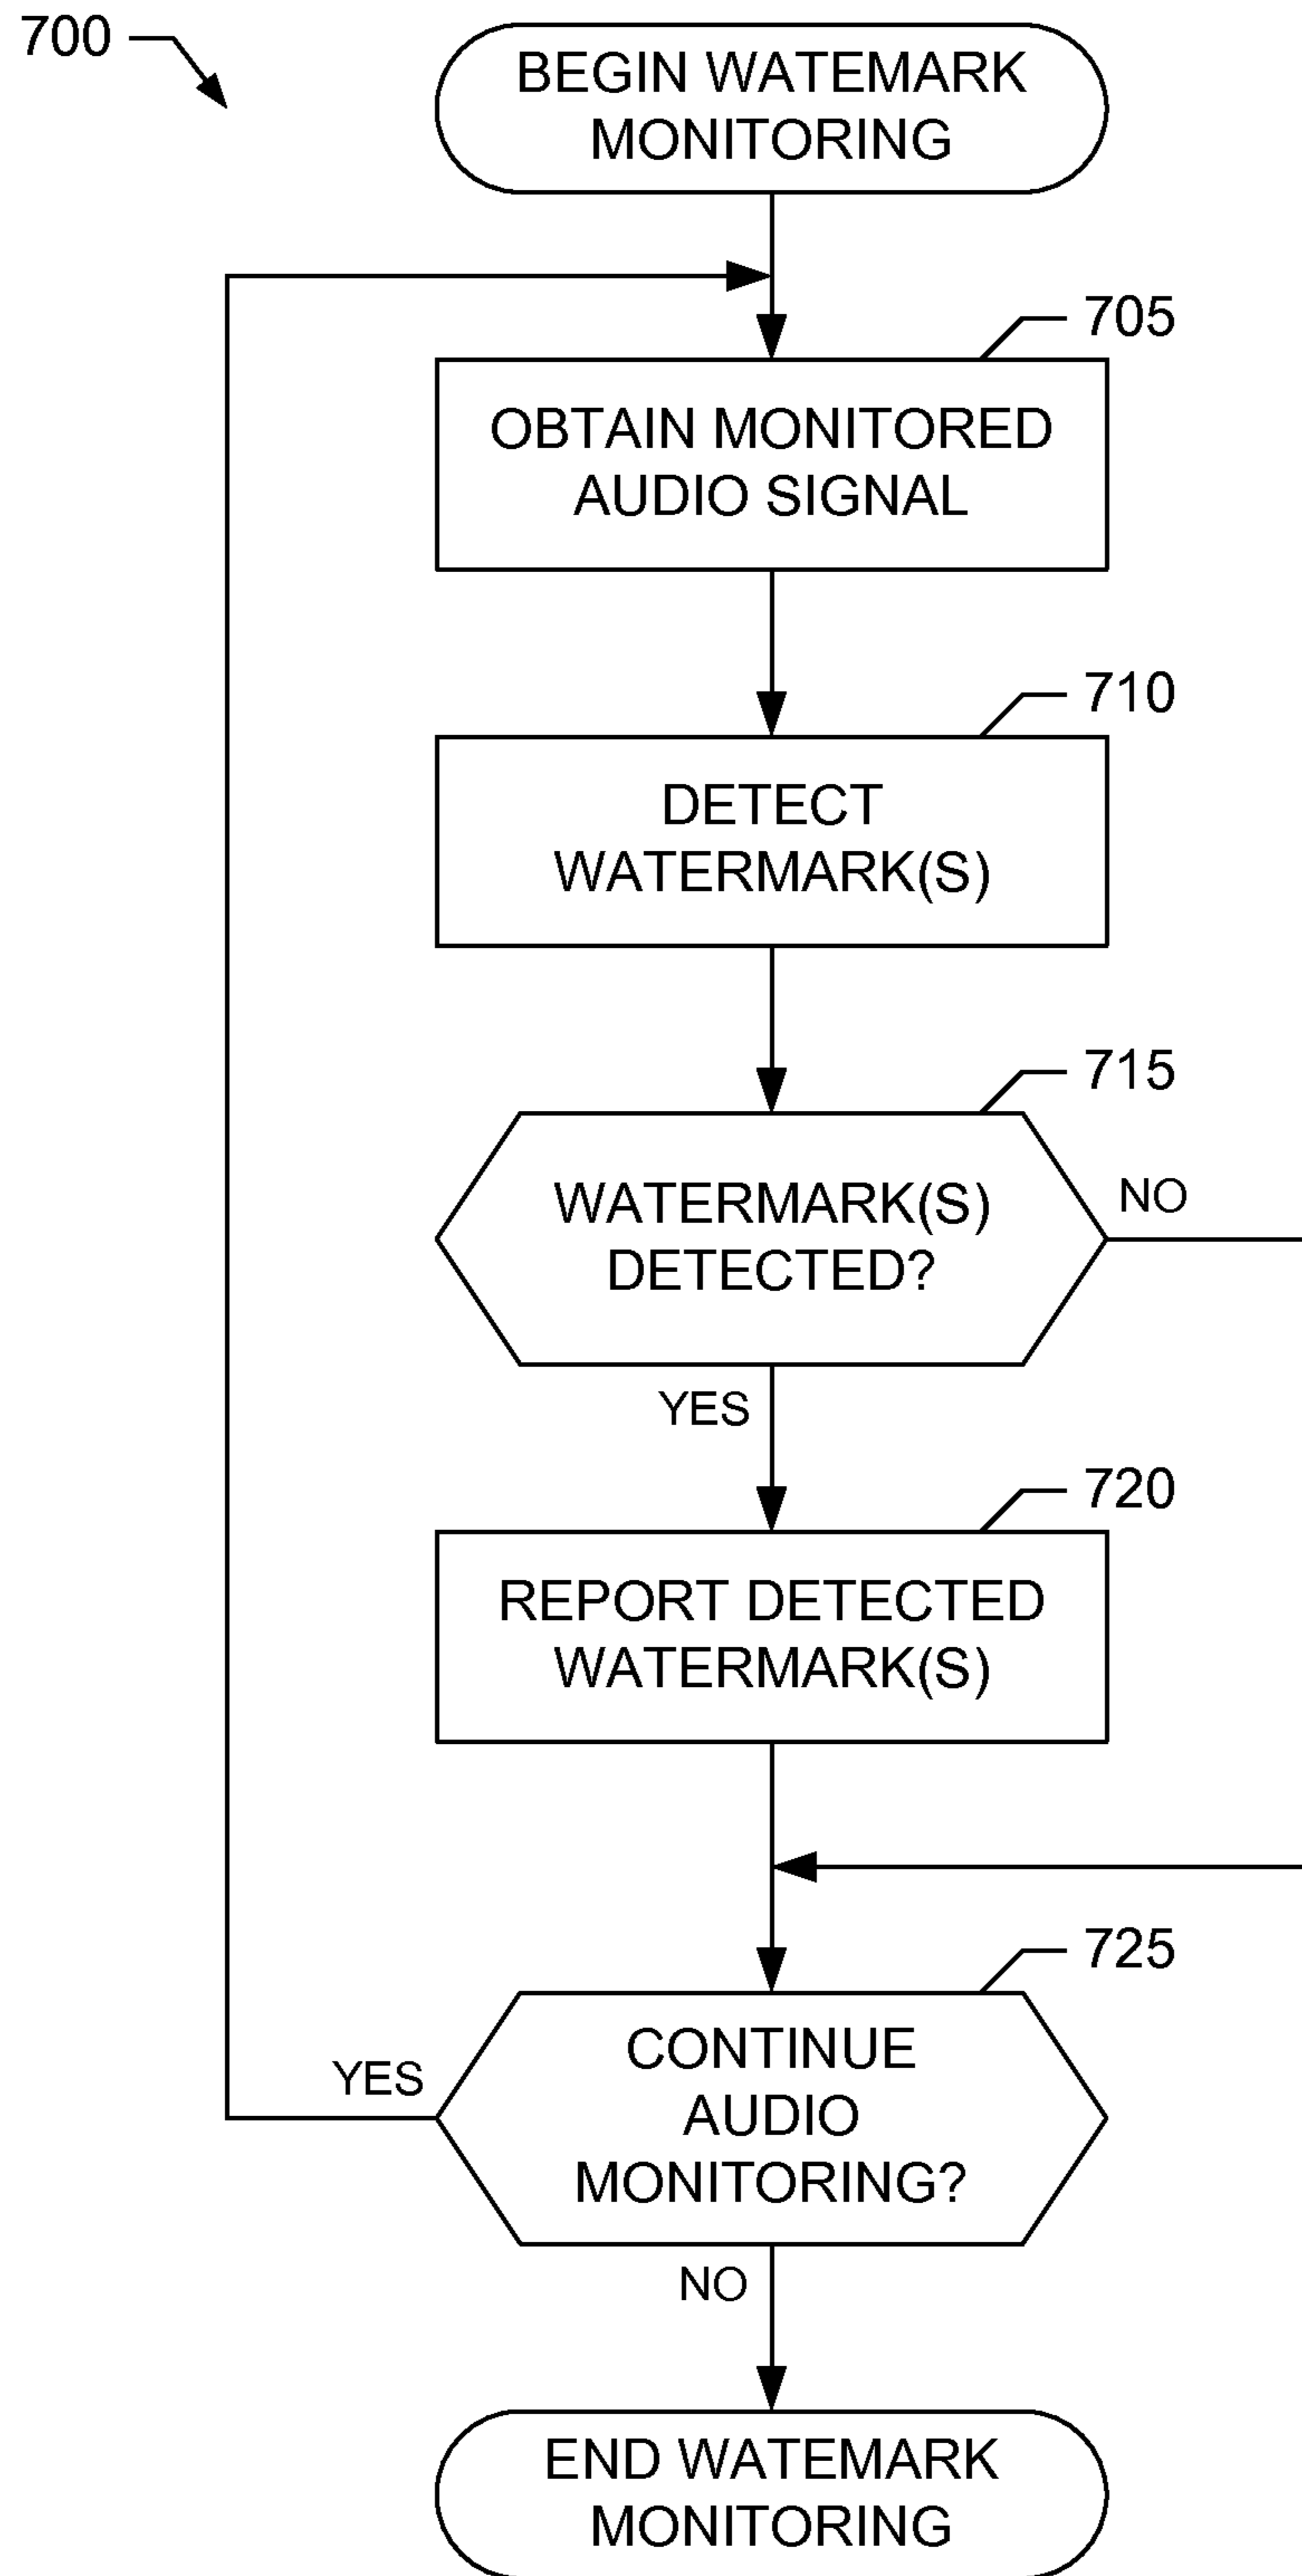 700
BEGIN WATEMARK
MONITORING
705
OBTAIN MONITORED
AUDIO SIGNAL
710
DETECT
WATERMARK(S)
715
WATERMARK(S)
DETECTED?
NO
YES
720
REPORT DETECTED
WATERMARK(S)
725
CONTINUE
AUDIO
MONITORING?
YES
NO
END WATEMARK
MONITORING